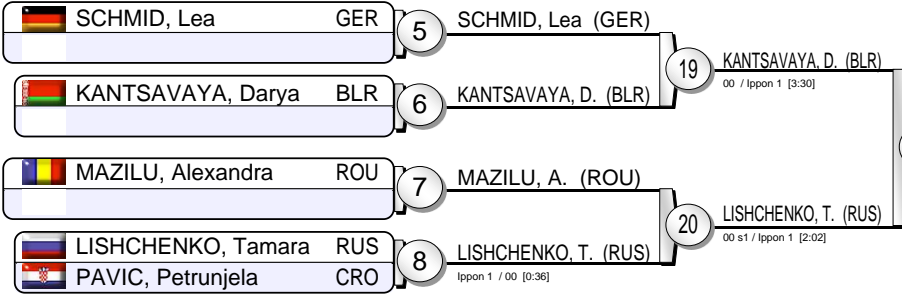 SCHMID, Lea GER
5
SCHMID, Lea (GER)
KANTSAVAYA, Darya BLR
6
KANTSAVAYA, D. (BLR)
19
KANTSAVAYA, D. (BLR)
00 / Ippon 1 [3:30]
MAZILU, Alexandra ROU
7
MAZILU, A. (ROU)
LISHCHENKO, Tamara RUS
PAVIC, Petrunjela CRO
8
LISHCHENKO, T. (RUS)
Ippon 1 / 00 [0:36]
20
LISHCHENKO, T. (RUS)
00 s1 / Ippon 1 [2:02]